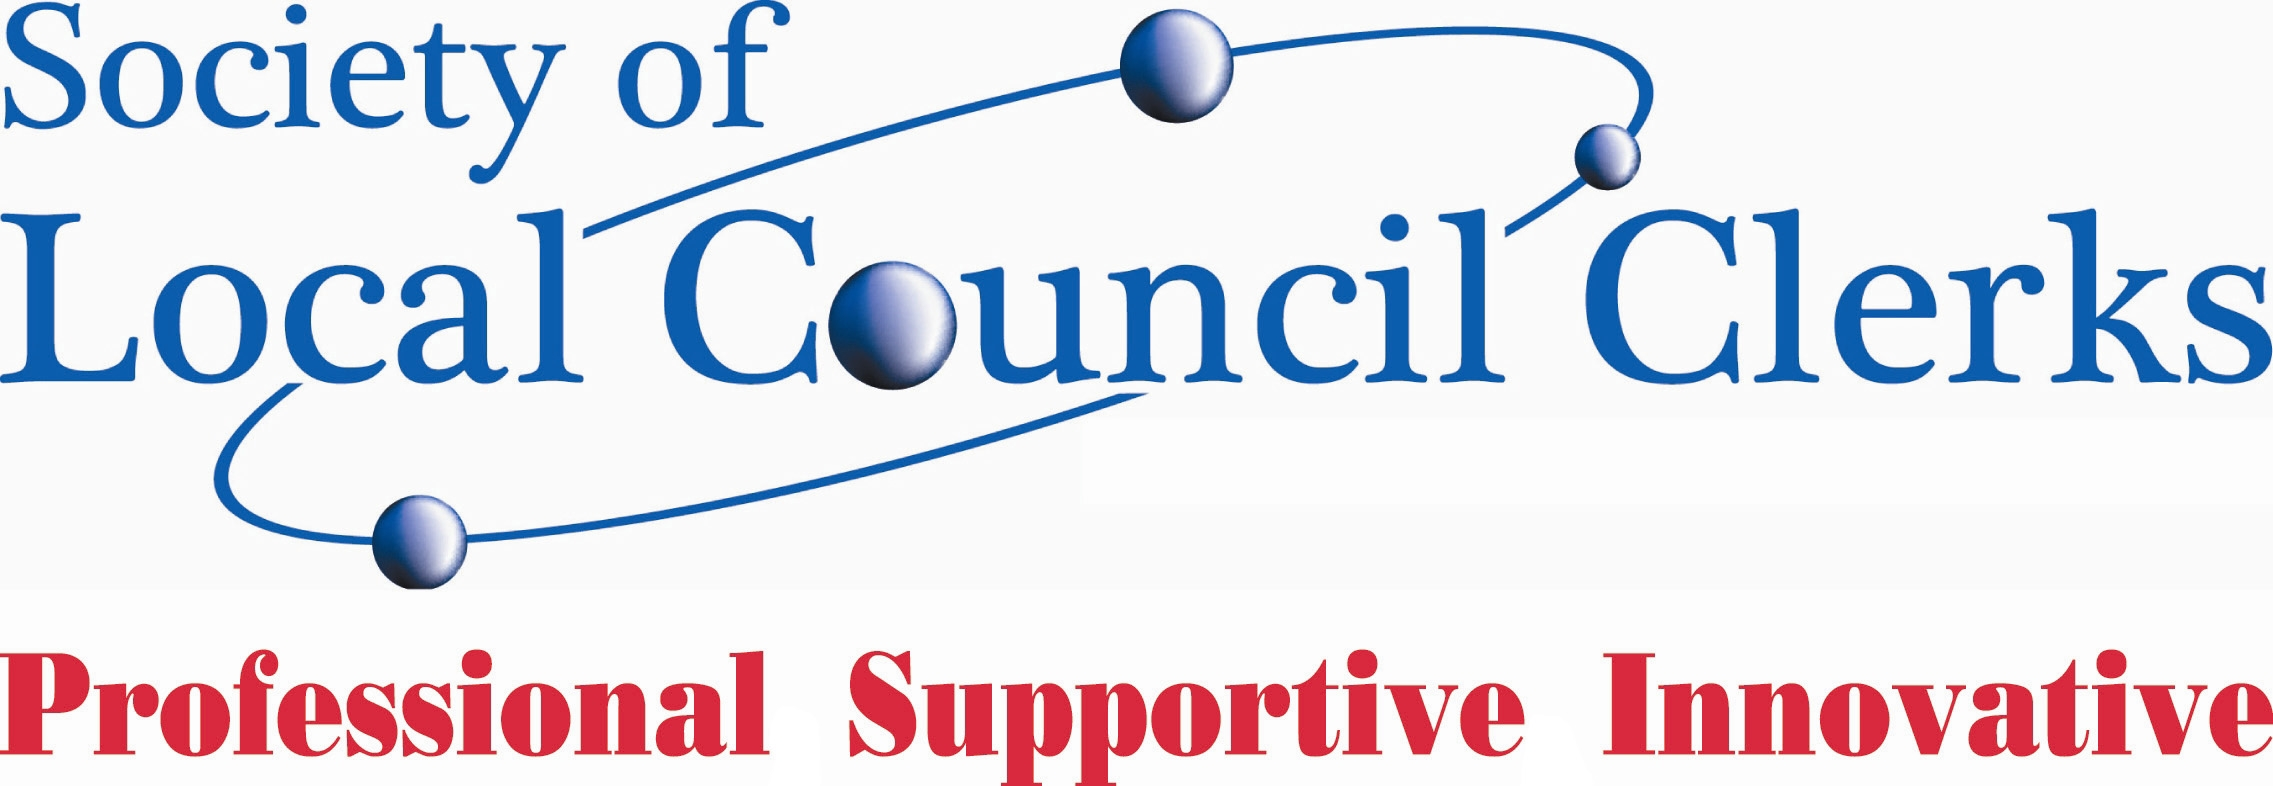 Society of
Local Council Clerks
Professional Supportive Innovative